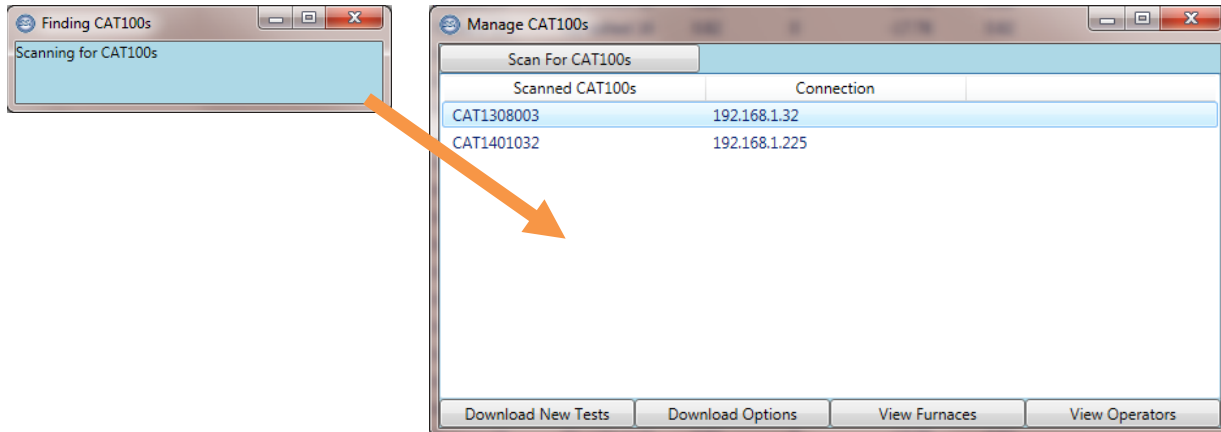 Finding CAT100s
Scanning for CAT100s
Manage CAT100s
Scan For CAT100s
Scanned CAT100s Connection
CAT1308003 192.168.1.32
CAT1401032 192.168.1.225
Download New Tests Download Options View Furnaces View Operators